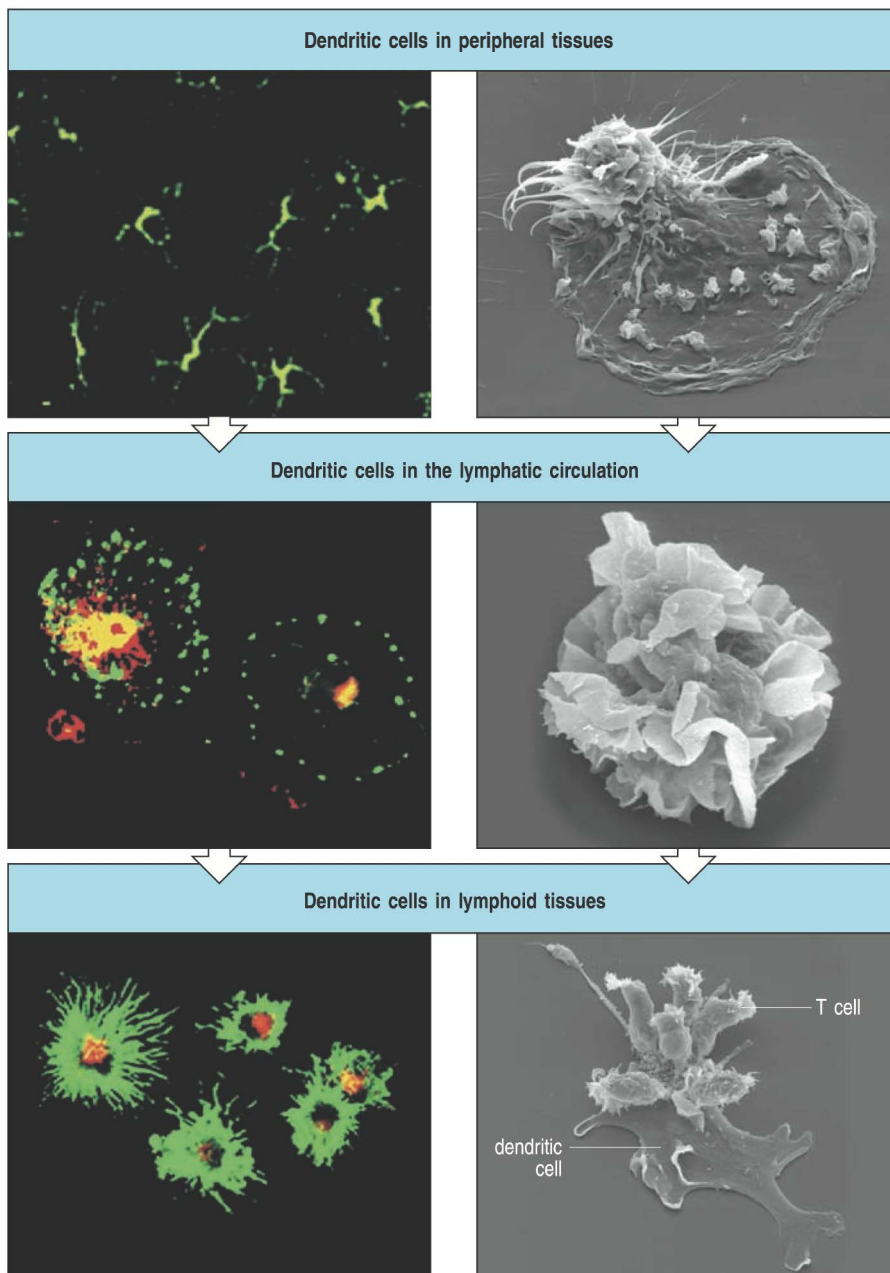 Dendritic cells in peripheral tissues
Dendritic cells in the lymphatic circulation
Dendritic cells in lymphoid tissues
T cell
dendritic
cell